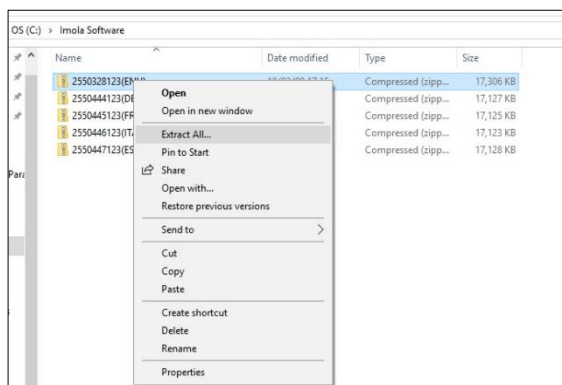 OS (C:) > Imola Software
Name Date modified Type Size
2550328123(ENU) Compressed (zipp... 17,306 KB
2550444123(DE Compressed (zipp... 17,127 KB
2550445123(FR Compressed (zipp... 17,125 KB
2550446123(ITA Compressed (zipp... 17,123 KB
2550447123(ES Compressed (zipp... 17,128 KB
Para
Open
Open in new window
Extract All...
Pin to Start
Share
Open with...
Restore previous versions
Send to >
Cut
Copy
Paste
Create shortcut
Delete
Rename
Properties